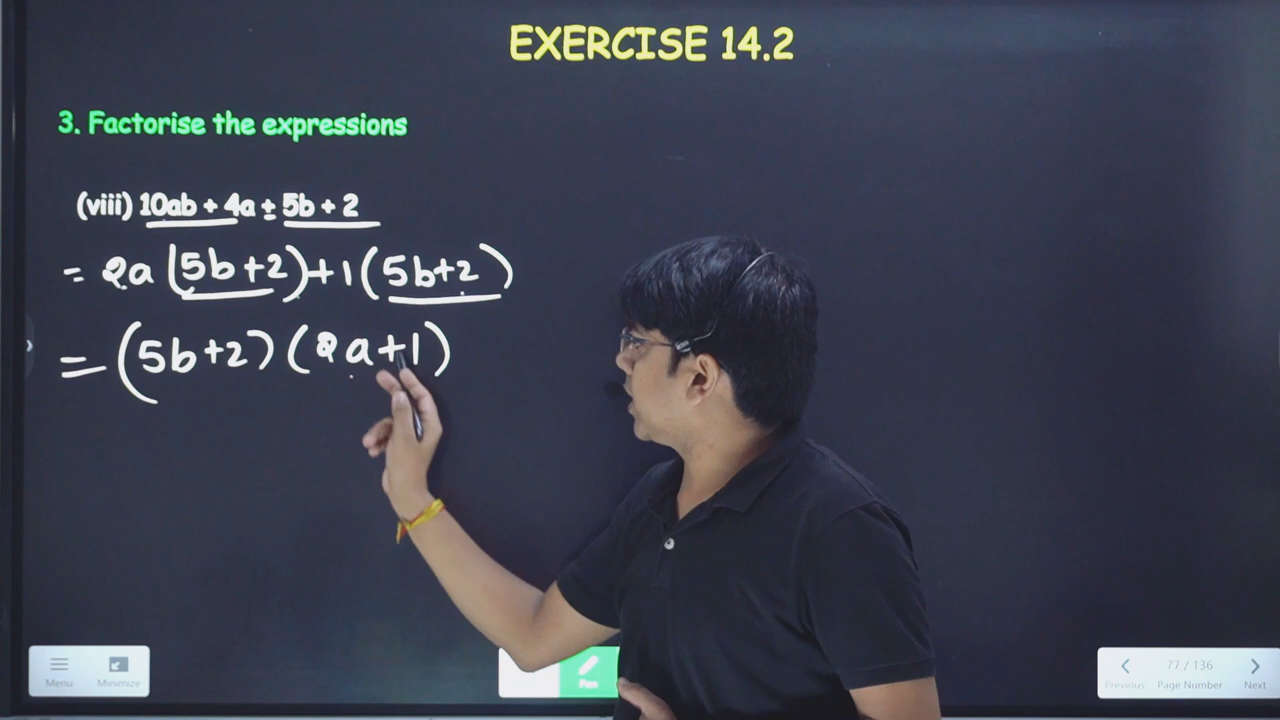 EXERCISE 14.2
3. Factorise the expressions
(viii) 10ab + 4a ± 5b + 2
= 2a (5b+2)+1(5b+2)
= (5b+2) (2a+1)
Menu Minimize Pen Previous 77 / 136 Page Number Next